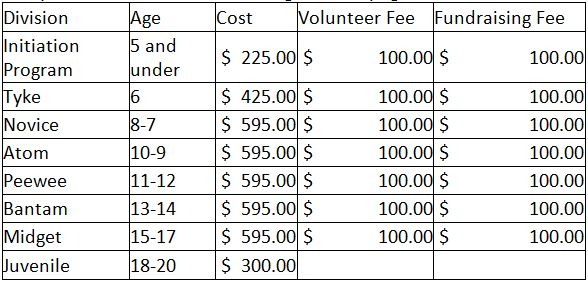 Division Age Cost Volunteer Fee Fundraising Fee
Initiation Program 5 and under $ 225.00 $ 100.00 $ 100.00
Tyke 6 $ 425.00 $ 100.00 $ 100.00
Novice 8-7 $ 595.00 $ 100.00 $ 100.00
Atom 10-9 $ 595.00 $ 100.00 $ 100.00
Peewee 11-12 $ 595.00 $ 100.00 $ 100.00
Bantam 13-14 $ 595.00 $ 100.00 $ 100.00
Midget 15-17 $ 595.00 $ 100.00 $ 100.00
Juvenile 18-20 $ 300.00